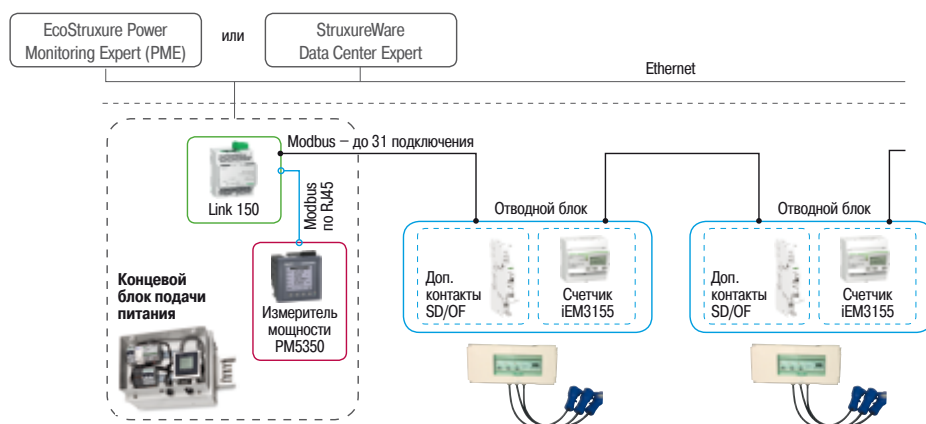 EcoStruxure Power
Monitoring Expert (PME)
или
StruxureWare
Data Center Expert
Ethernet
Modbus — до 31 подключения
Link 150
Modbus
по RJ45
Концевой
блок подачи
питания
Измеритель
мощности
PM5350
Отводной блок
Доп.
контакты
SD/OF
Счетчик
iEM3155
Отводной блок
Доп.
контакты
SD/OF
Счетчик
iEM3155